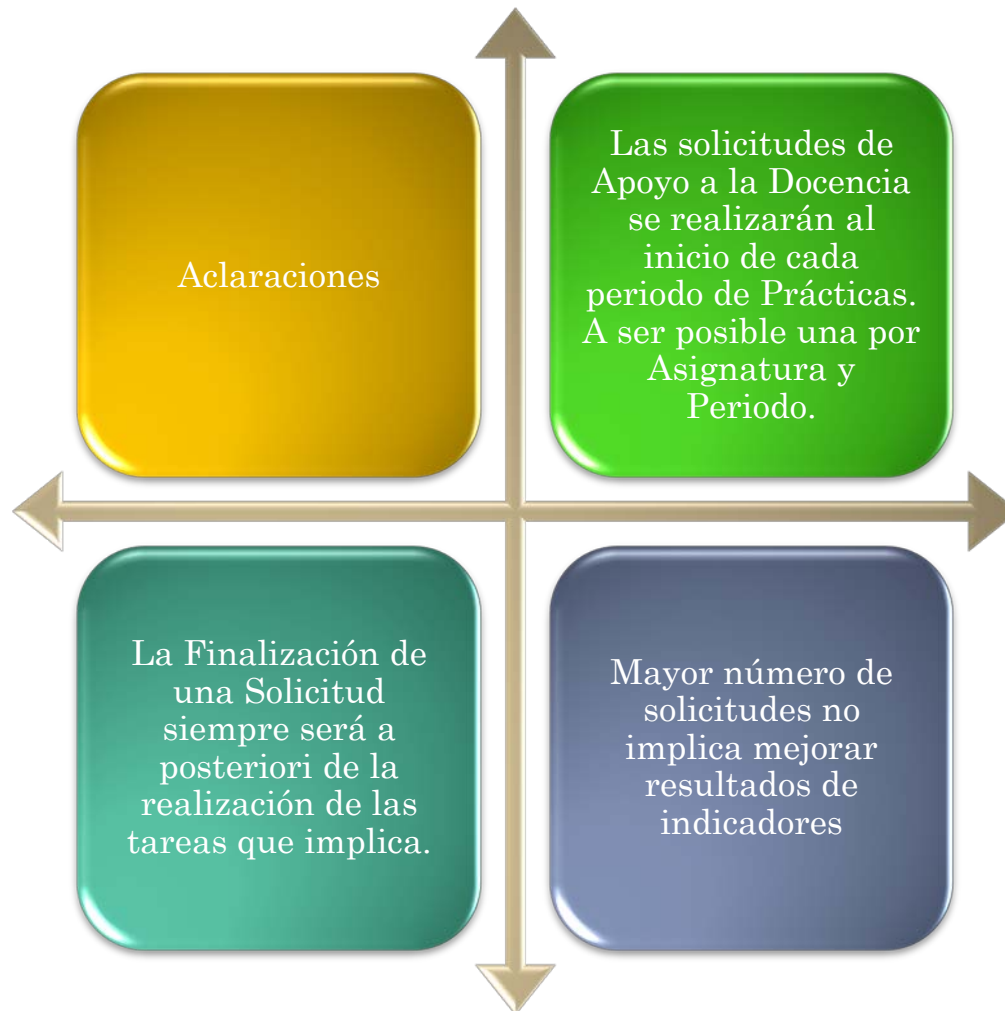 Aclaraciones
Las solicitudes de
Apoyo a la Docencia
se realizarán al
inicio de cada
periodo de Prácticas.
A ser posible una por
Asignatura y
Periodo.
La Finalización de
una Solicitud
siempre será a
posteriori de la
realización de las
tareas que implica.
Mayor número de
solicitudes no
implica mejorar
resultados de
indicadores